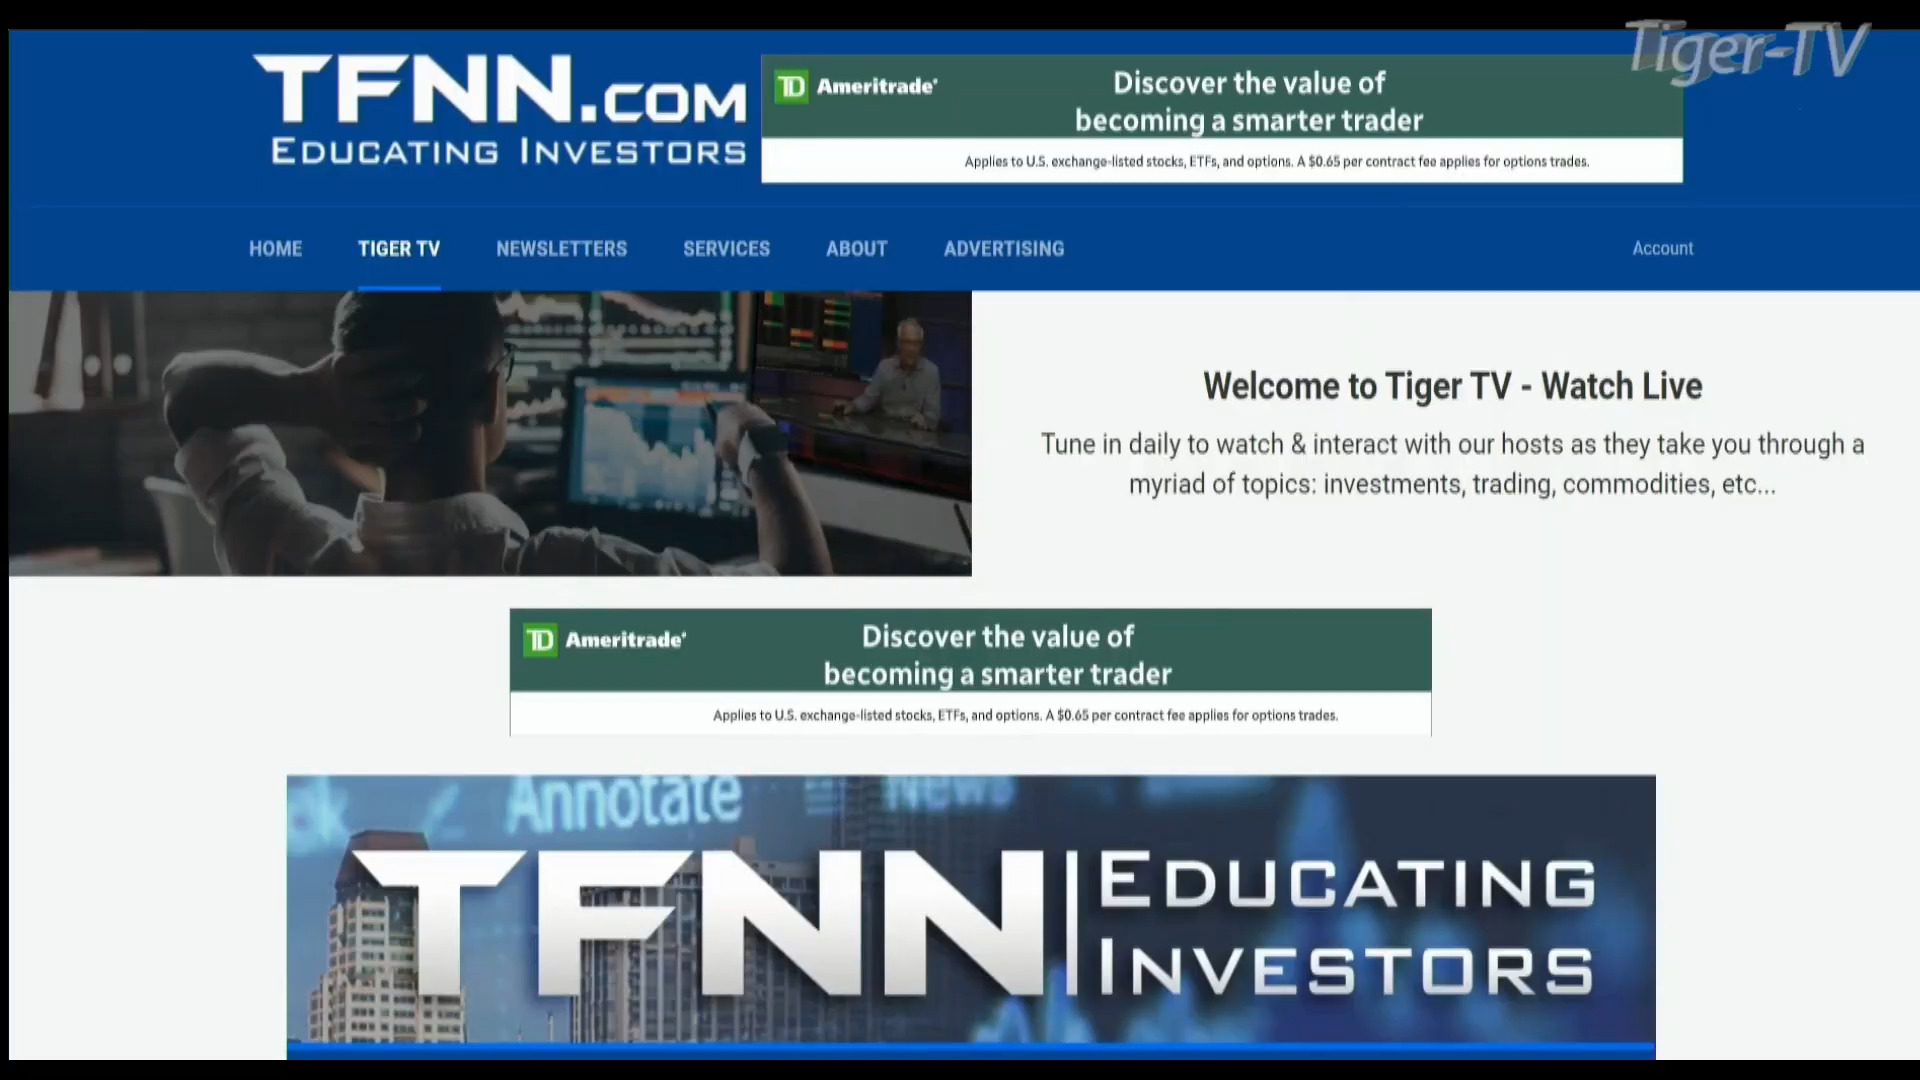 Tiger-TV
TFNN.COM
EDUCATING INVESTORS
TD Ameritrade
Discover the value of
becoming a smarter trader
Applies to U.S. exchange-listed stocks, ETFs, and options. A $0.65 per contract fee applies for options trades.
HOME TIGER TV NEWSLETTERS SERVICES ABOUT ADVERTISING Account
Welcome to Tiger TV - Watch Live
Tune in daily to watch & interact with our hosts as they take you through a
myriad of topics: investments, trading, commodities, etc...
TD Ameritrade
Discover the value of
becoming a smarter trader
Applies to U.S. exchange-listed stocks, ETFs, and options. A $0.65 per contract fee applies for options trades.
Annotate News
TFNN
EDUCATING
INVESTORS